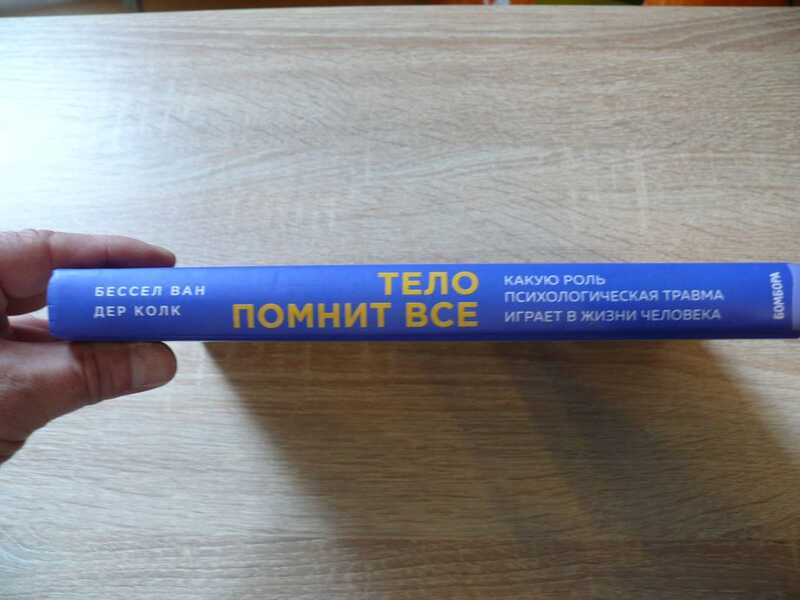 БЕССЕЛ ВАН
ДЕР КОЛК
ТЕЛО
ПОМНИТ ВСЕ
КАКУЮ РОЛЬ
ПСИХОЛОГИЧЕСКАЯ ТРАВМА
ИГРАЕТ В ЖИЗНИ ЧЕЛОВЕКА
БОМБОРА